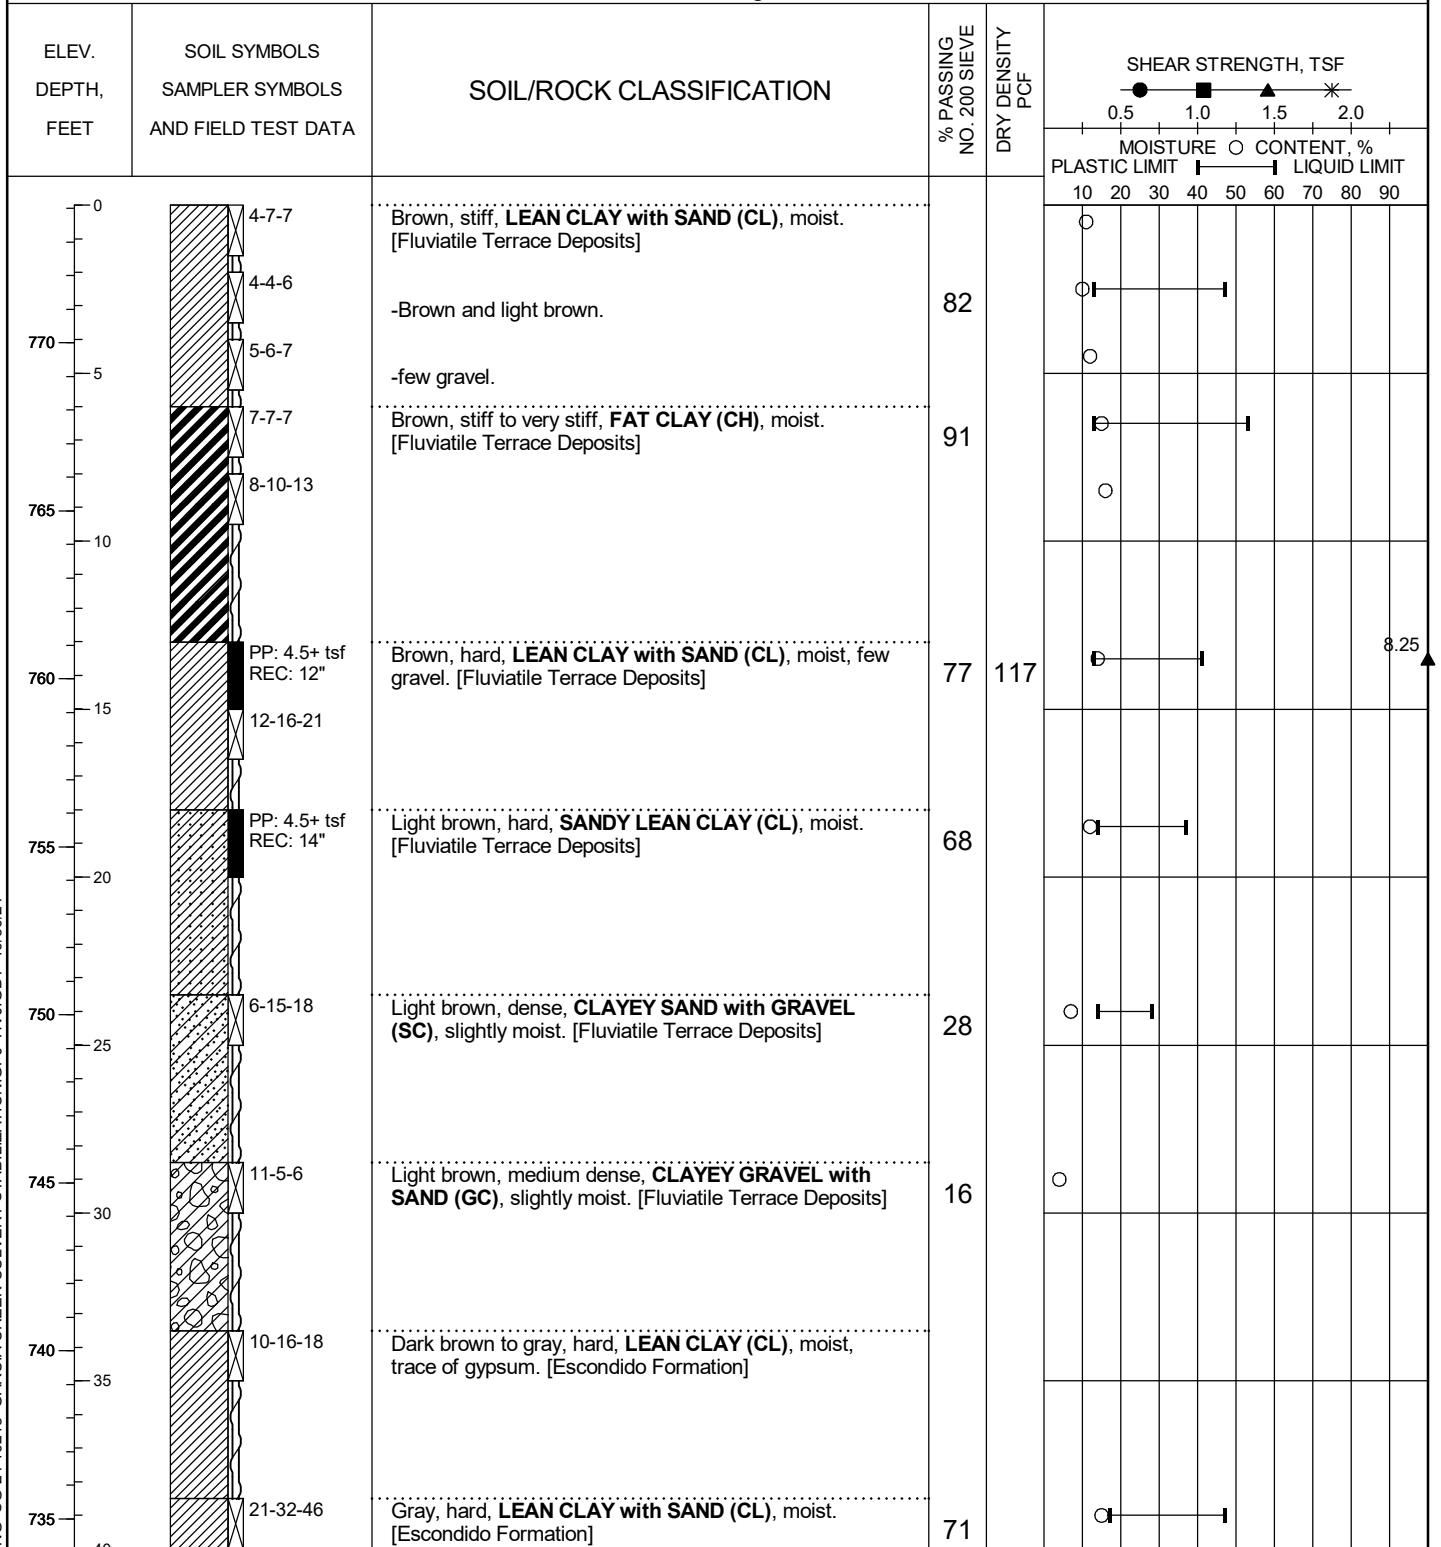 ELEV.
DEPTH,
FEET
SOIL SYMBOLS
SAMPLER SYMBOLS
AND FIELD TEST DATA
SOIL/ROCK CLASSIFICATION
% PASSING
NO. 200 SIEVE
DRY DENSITY
PCF
SHEAR STRENGTH, TSF
0.5 1.0 1.5 2.0
MOISTURE CONTENT, %
PLASTIC LIMIT LIQUID LIMIT
10 20 30 40 50 60 70 80 90
0
4-7-7
Brown, stiff, LEAN CLAY with SAND (CL), moist.
[Fluviatile Terrace Deposits]
4-4-6
-Brown and light brown.
82
770
5-6-7
5
-few gravel.
7-7-7
Brown, stiff to very stiff, FAT CLAY (CH), moist.
[Fluviatile Terrace Deposits]
91
8-10-13
765
10
PP: 4.5+ tsf
REC: 12"
Brown, hard, LEAN CLAY with SAND (CL), moist, few
gravel. [Fluviatile Terrace Deposits]
77
117
8.25
760
15
12-16-21
PP: 4.5+ tsf
REC: 14"
Light brown, hard, SANDY LEAN CLAY (CL), moist.
[Fluviatile Terrace Deposits]
68
755
20
6-15-18
Light brown, dense, CLAYEY SAND with GRAVEL
(SC), slightly moist. [Fluviatile Terrace Deposits]
28
750
25
11-5-6
Light brown, medium dense, CLAYEY GRAVEL with
SAND (GC), slightly moist. [Fluviatile Terrace Deposits]
16
745
30
10-16-18
Dark brown to gray, hard, LEAN CLAY (CL), moist,
trace of gypsum. [Escondido Formation]
740
35
21-32-46
Gray, hard, LEAN CLAY with SAND (CL), moist.
[Escondido Formation]
71
735